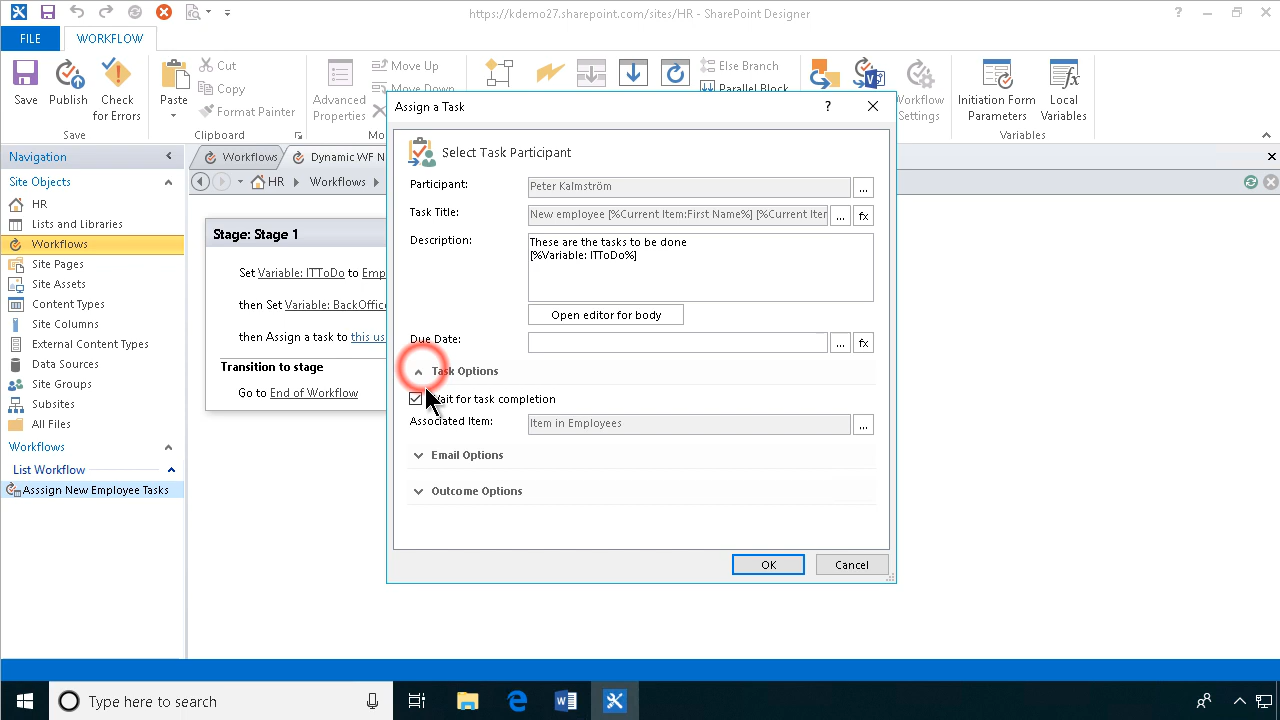 https://kdemo27.sharepoint.com/sites/HR - SharePoint Designer
FILE
WORKFLOW
Save
Publish
Check for Errors
Save
Paste
Cut
Copy
Format Painter
Clipboard
Advanced Properties
Move Up
Move Down
Mo
Else Branch
Parallel Block
Workflow Settings
Initiation Form Parameters
Local Variables
Variables
Navigation
Site Objects
HR
Lists and Libraries
Workflows
Site Pages
Site Assets
Content Types
Site Columns
External Content Types
Data Sources
Site Groups
Subsites
All Files
Workflows
List Workflow
Asssign New Employee Tasks
Workflows
Dynamic WF N
HR
Workflows
Stage: Stage 1
Set Variable: ITToDo to Emp
then Set Variable: BackOffice
then Assign a task to this us
Transition to stage
Go to End of Workflow
Assign a Task
?
Select Task Participant
Participant:
Peter Kalmström
...
Task Title:
New employee [%Current Item:First Name%] [%Current Iter
...
fx
Description:
These are the tasks to be done
[%Variable: ITToDo%]
Open editor for body
Due Date:
...
fx
Task Options
Wait for task completion
Associated Item:
Item in Employees
...
Email Options
Outcome Options
OK
Cancel
Type here to search